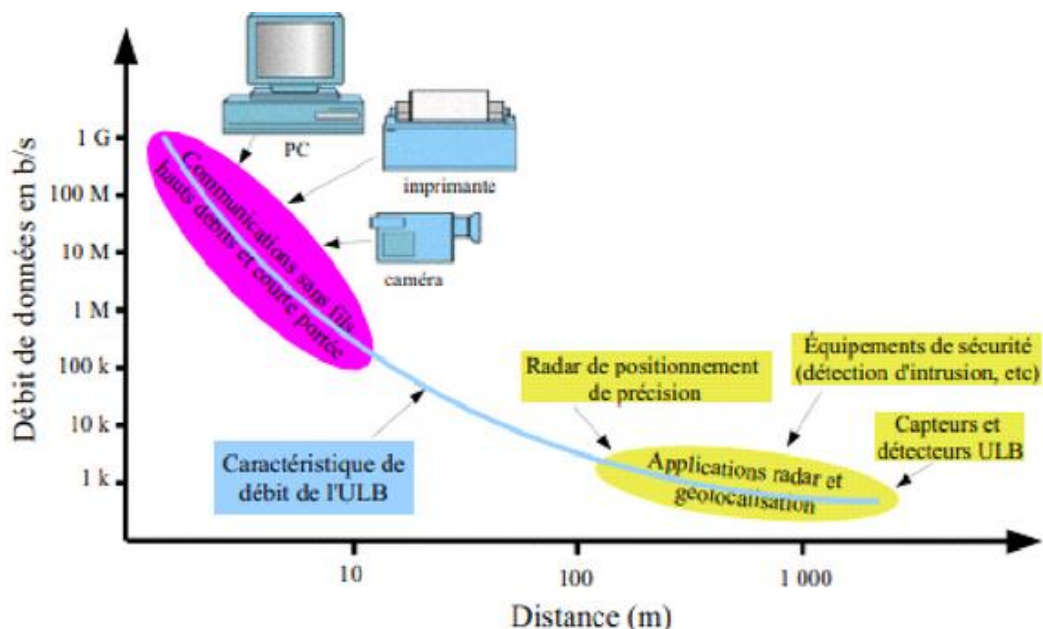 Débit de données en b/s
1 G
100 M
10 M
1 M
100 k
10 k
1 k
PC
imprimante
caméra
Communications sans fils
hauts débits et courte portée
Caractéristique de
débit de l'ULB
Radar de positionnement
de précision
Équipements de sécurité
(détection d'intrusion, etc)
Capteurs et
détecteurs ULB
Applications radar et
géolocalisation
10
100
1 000
Distance (m)